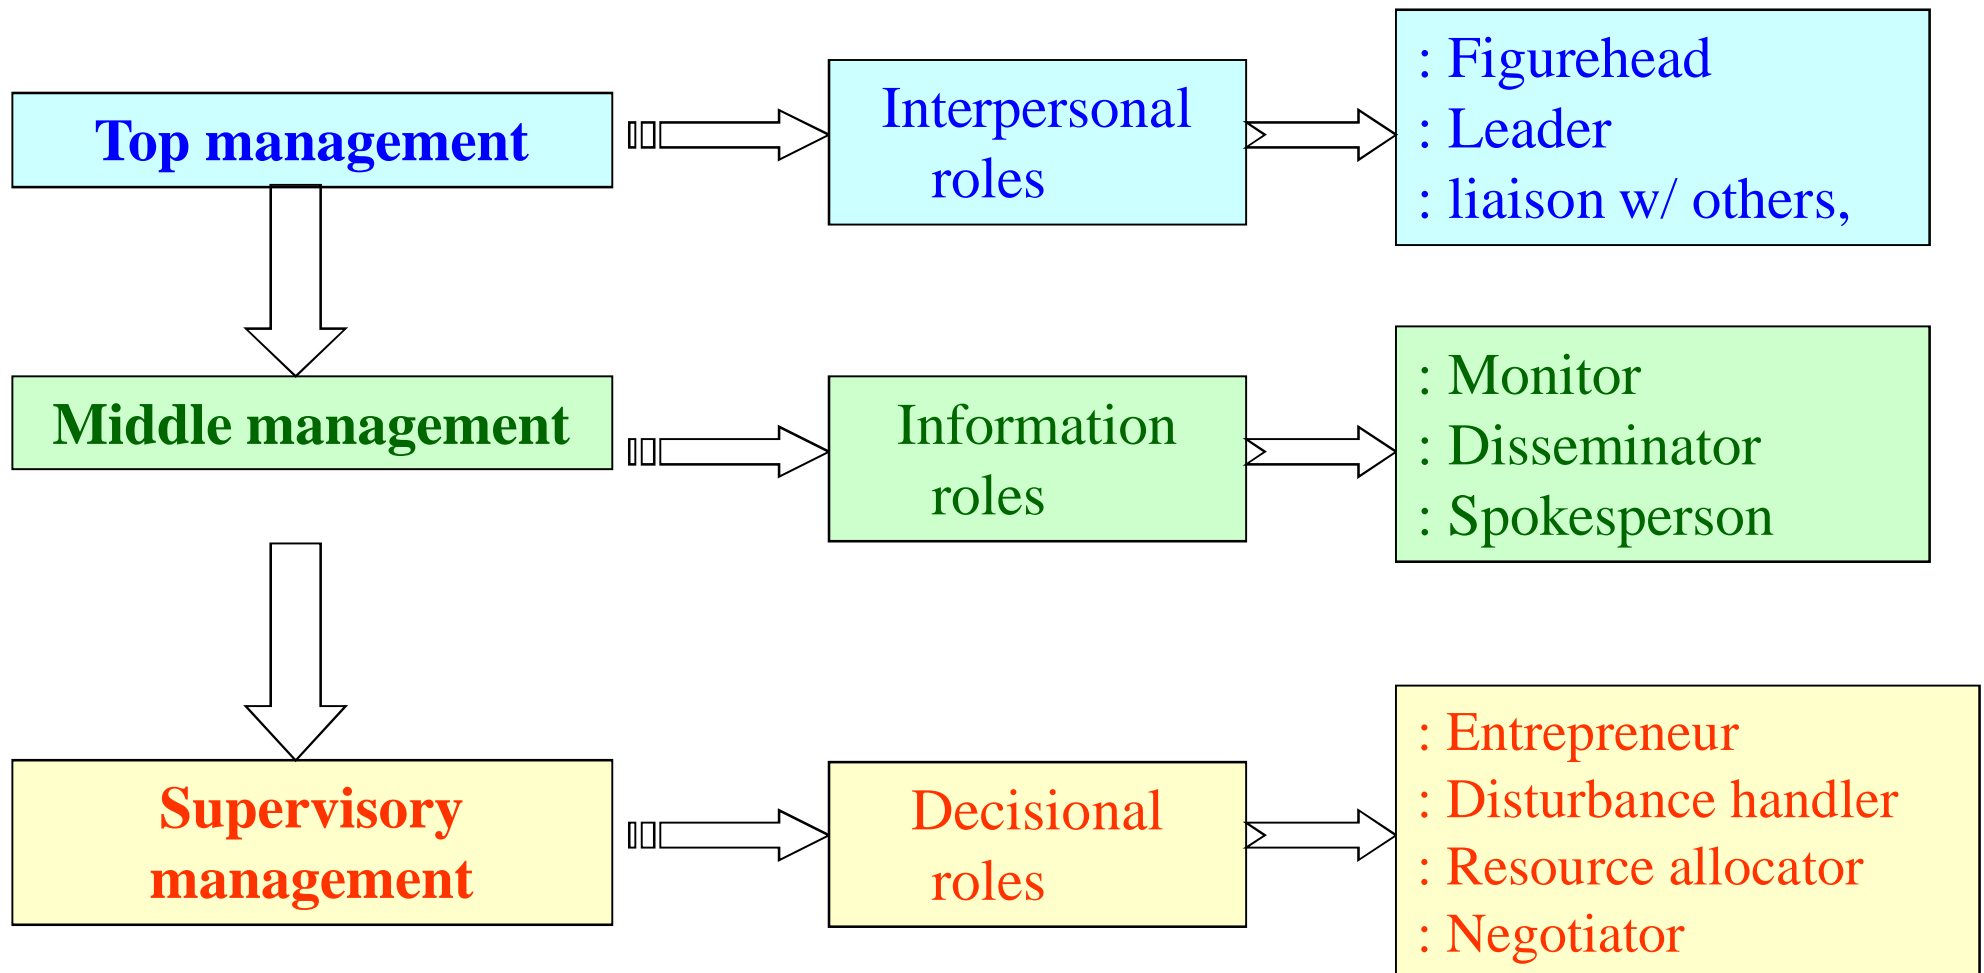 Top management
Interpersonal
roles
: Figurehead
: Leader
: liaison w/ others,
Middle management
Information
roles
: Monitor
: Disseminator
: Spokesperson
Supervisory
management
Decisional
roles
: Entrepreneur
: Disturbance handler
: Resource allocator
: Negotiator